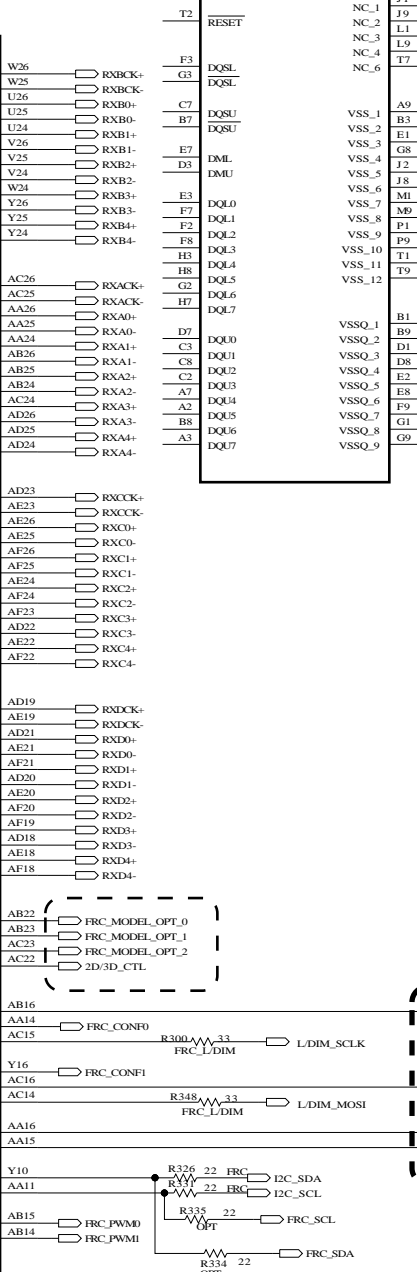 T2 RESET
NC_1 J1
NC_2 J9
NC_3 L1
NC_4 L9
NC_6 T7
F3 DQSL
G3 DQSL
C7 DQSU
B7 DQSU
E7 DML
D3 DMU
E3 DQL0
F7 DQL1
F2 DQL2
F8 DQL3
H3 DQL4
H8 DQL5
G2 DQL6
H7 DQL7
D7 DQU0
C3 DQU1
C8 DQU2
C2 DQU3
A7 DQU4
A2 DQU5
B8 DQU6
A3 DQU7
VSS_1 A9
VSS_2 B3
VSS_3 E1
VSS_4 G8
VSS_5 J2
VSS_6 J8
VSS_7 M1
VSS_8 M9
VSS_9 P1
VSS_10 P9
VSS_11 T1
VSS_12 T9
VSSQ_1 B1
VSSQ_2 B9
VSSQ_3 D1
VSSQ_4 D8
VSSQ_5 E2
VSSQ_6 E8
VSSQ_7 F9
VSSQ_8 G1
VSSQ_9 G9
W26 RXBCK+
W25 RXBCK-
U26 RXB0+
U25 RXB0-
U24 RXB1+
V26 RXB1-
V25 RXB2+
V24 RXB2-
W24 RXB3+
Y26 RXB3-
Y25 RXB4+
Y24 RXB4-
AC26 RXACK+
AC25 RXACK-
AA26 RXA0+
AA25 RXA0-
AA24 RXA1+
AB26 RXA1-
AB25 RXA2+
AB24 RXA2-
AC24 RXA3+
AD26 RXA3-
AD25 RXA4+
AD24 RXA4-
AD23 RXCCK+
AE23 RXCCK-
AE26 RXC0+
AE25 RXC0-
AF26 RXC1+
AF25 RXC1-
AE24 RXC2+
AF24 RXC2-
AF23 RXC3+
AD22 RXC3-
AE22 RXC4+
AF22 RXC4-
AD19 RXDCK+
AE19 RXDCK-
AD21 RXD0+
AE21 RXD0-
AF21 RXD1+
AD20 RXD1-
AE20 RXD2+
AF20 RXD2-
AF19 RXD3+
AD18 RXD3-
AE18 RXD4+
AF18 RXD4-
AB22 FRC_MODEL_OPT_0
AB23 FRC_MODEL_OPT_1
AC23 FRC_MODEL_OPT_2
AC22 2D/3D_CTL
AB16
AA14 FRC_CONF0
AC15 R300 33 L/DIM_SCLK
FRC_L/DIM
Y16 FRC_CONF1
AC16
AC14 R348 33 L/DIM_MOSI
FRC_L/DIM
AA16
AA15
Y10 R326 22 FRC I2C_SDA
AA11 R331 22 FRC I2C_SCL
AB15 FRC_PWM0
AB14 FRC_PWM1
R335 22 FRC_SCL
OPT
R334 22 FRC_SDA
OPT